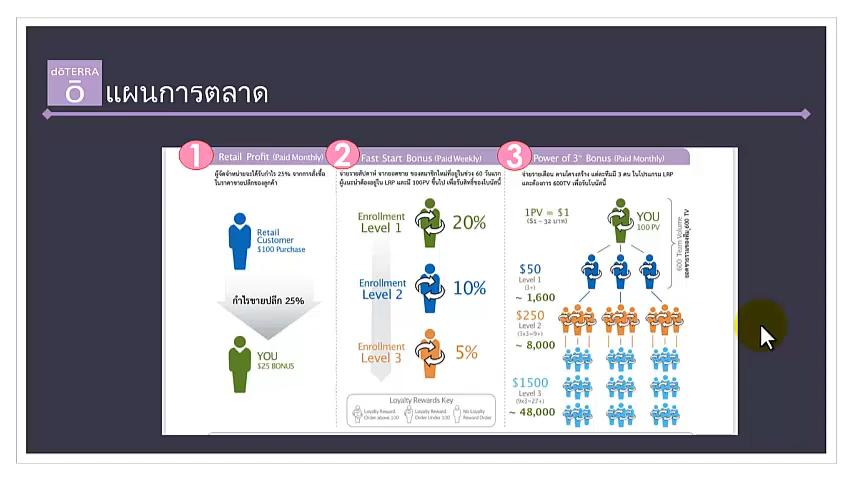 dōTERRA
ō
แผนการตลาด
1 Retail Profit (Paid Monthly)
ผู้จัดจำหน่ายจะได้รับกำไร 25% จากการสั่งซื้อ
ในราคาขายปลีกของลูกค้า
Retail
Customer
$100 Purchase
กำไรขายปลีก 25%
YOU
$25 BONUS
2 Fast Start Bonus (Paid Weekly)
จ่ายรายสัปดาห์ จากยอดขาย ของสมาชิกใหม่ที่อยู่ในช่วง 60 วันแรก
ผู้แนะนำต้องอยู่ใน LRP และมี 100PV ขึ้นไป เพื่อรับสิทธิ์ของโบนัสนี้
Enrollment
Level 1
20%
Enrollment
Level 2
10%
Enrollment
Level 3
5%
Loyalty Rewards Key
Loyalty Reward
Order above 100
Loyalty Reward
Order Under 100
No Loyalty
Reward Order
3 Power of 3™ Bonus (Paid Monthly)
จ่ายรายเดือน ตามโครงสร้าง แต่ละทีมมี 3 คน ในโปรแกรม LRP
และต้องการ 600TV เพื่อรับโบนัสนี้
1PV = $1
($1 ~ 32 บาท)
YOU
100 PV
600 Team Volume
$50
Level 1
(3+)
~ 1,600
$250
Level 2
(3x3=9+)
~ 8,000
$1500
Level 3
(9x3=27+)
~ 48,000